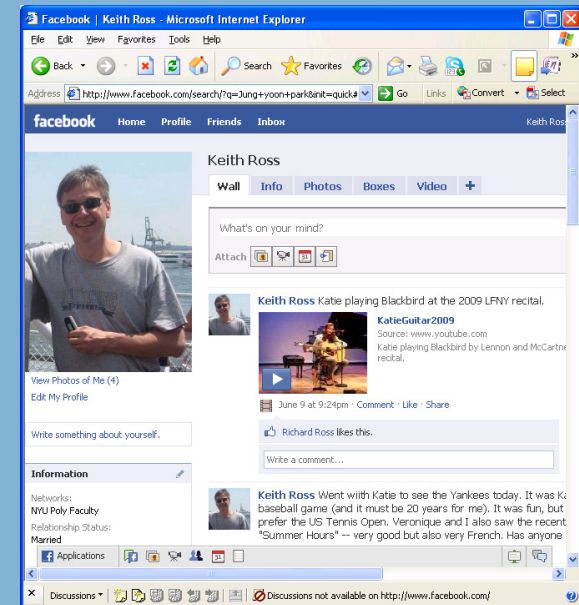 Facebook | Keith Ross - Microsoft Internet Explorer
File Edit View Favorites Tools Help
Back Search Favorites
Address http://www.facebook.com/search/?q=Jung+yoon+park&init=quick# Go Links Convert Select
facebook Home Profile Friends Inbox Keith Ross
Keith Ross
Wall Info Photos Boxes Video +
What's on your mind?
Attach
31
Keith Ross Katie playing Blackbird at the 2009 LFNY recital.
KatieGuitar2009
Source: www.youtube.com
Katie playing Blackbird by Lennon and McCartne
recital.
June 9 at 9:24pm · Comment · Like · Share
Richard Ross likes this.
Write a comment...
View Photos of Me (4)
Edit My Profile
Write something about yourself.
Information
Networks:
NYU Poly Faculty
Relationship Status:
Married
Keith Ross Went wiith Katie to see the Yankees today. It was Ka
baseball game (and it must be 20 years for me). It was fun, but
prefer the US Tennis Open. Veronique and I also saw the recent
"Summer Hours" -- very good but also very French. Has anyone
Applications
31
Discussions Discussions not available on http://www.facebook.com/